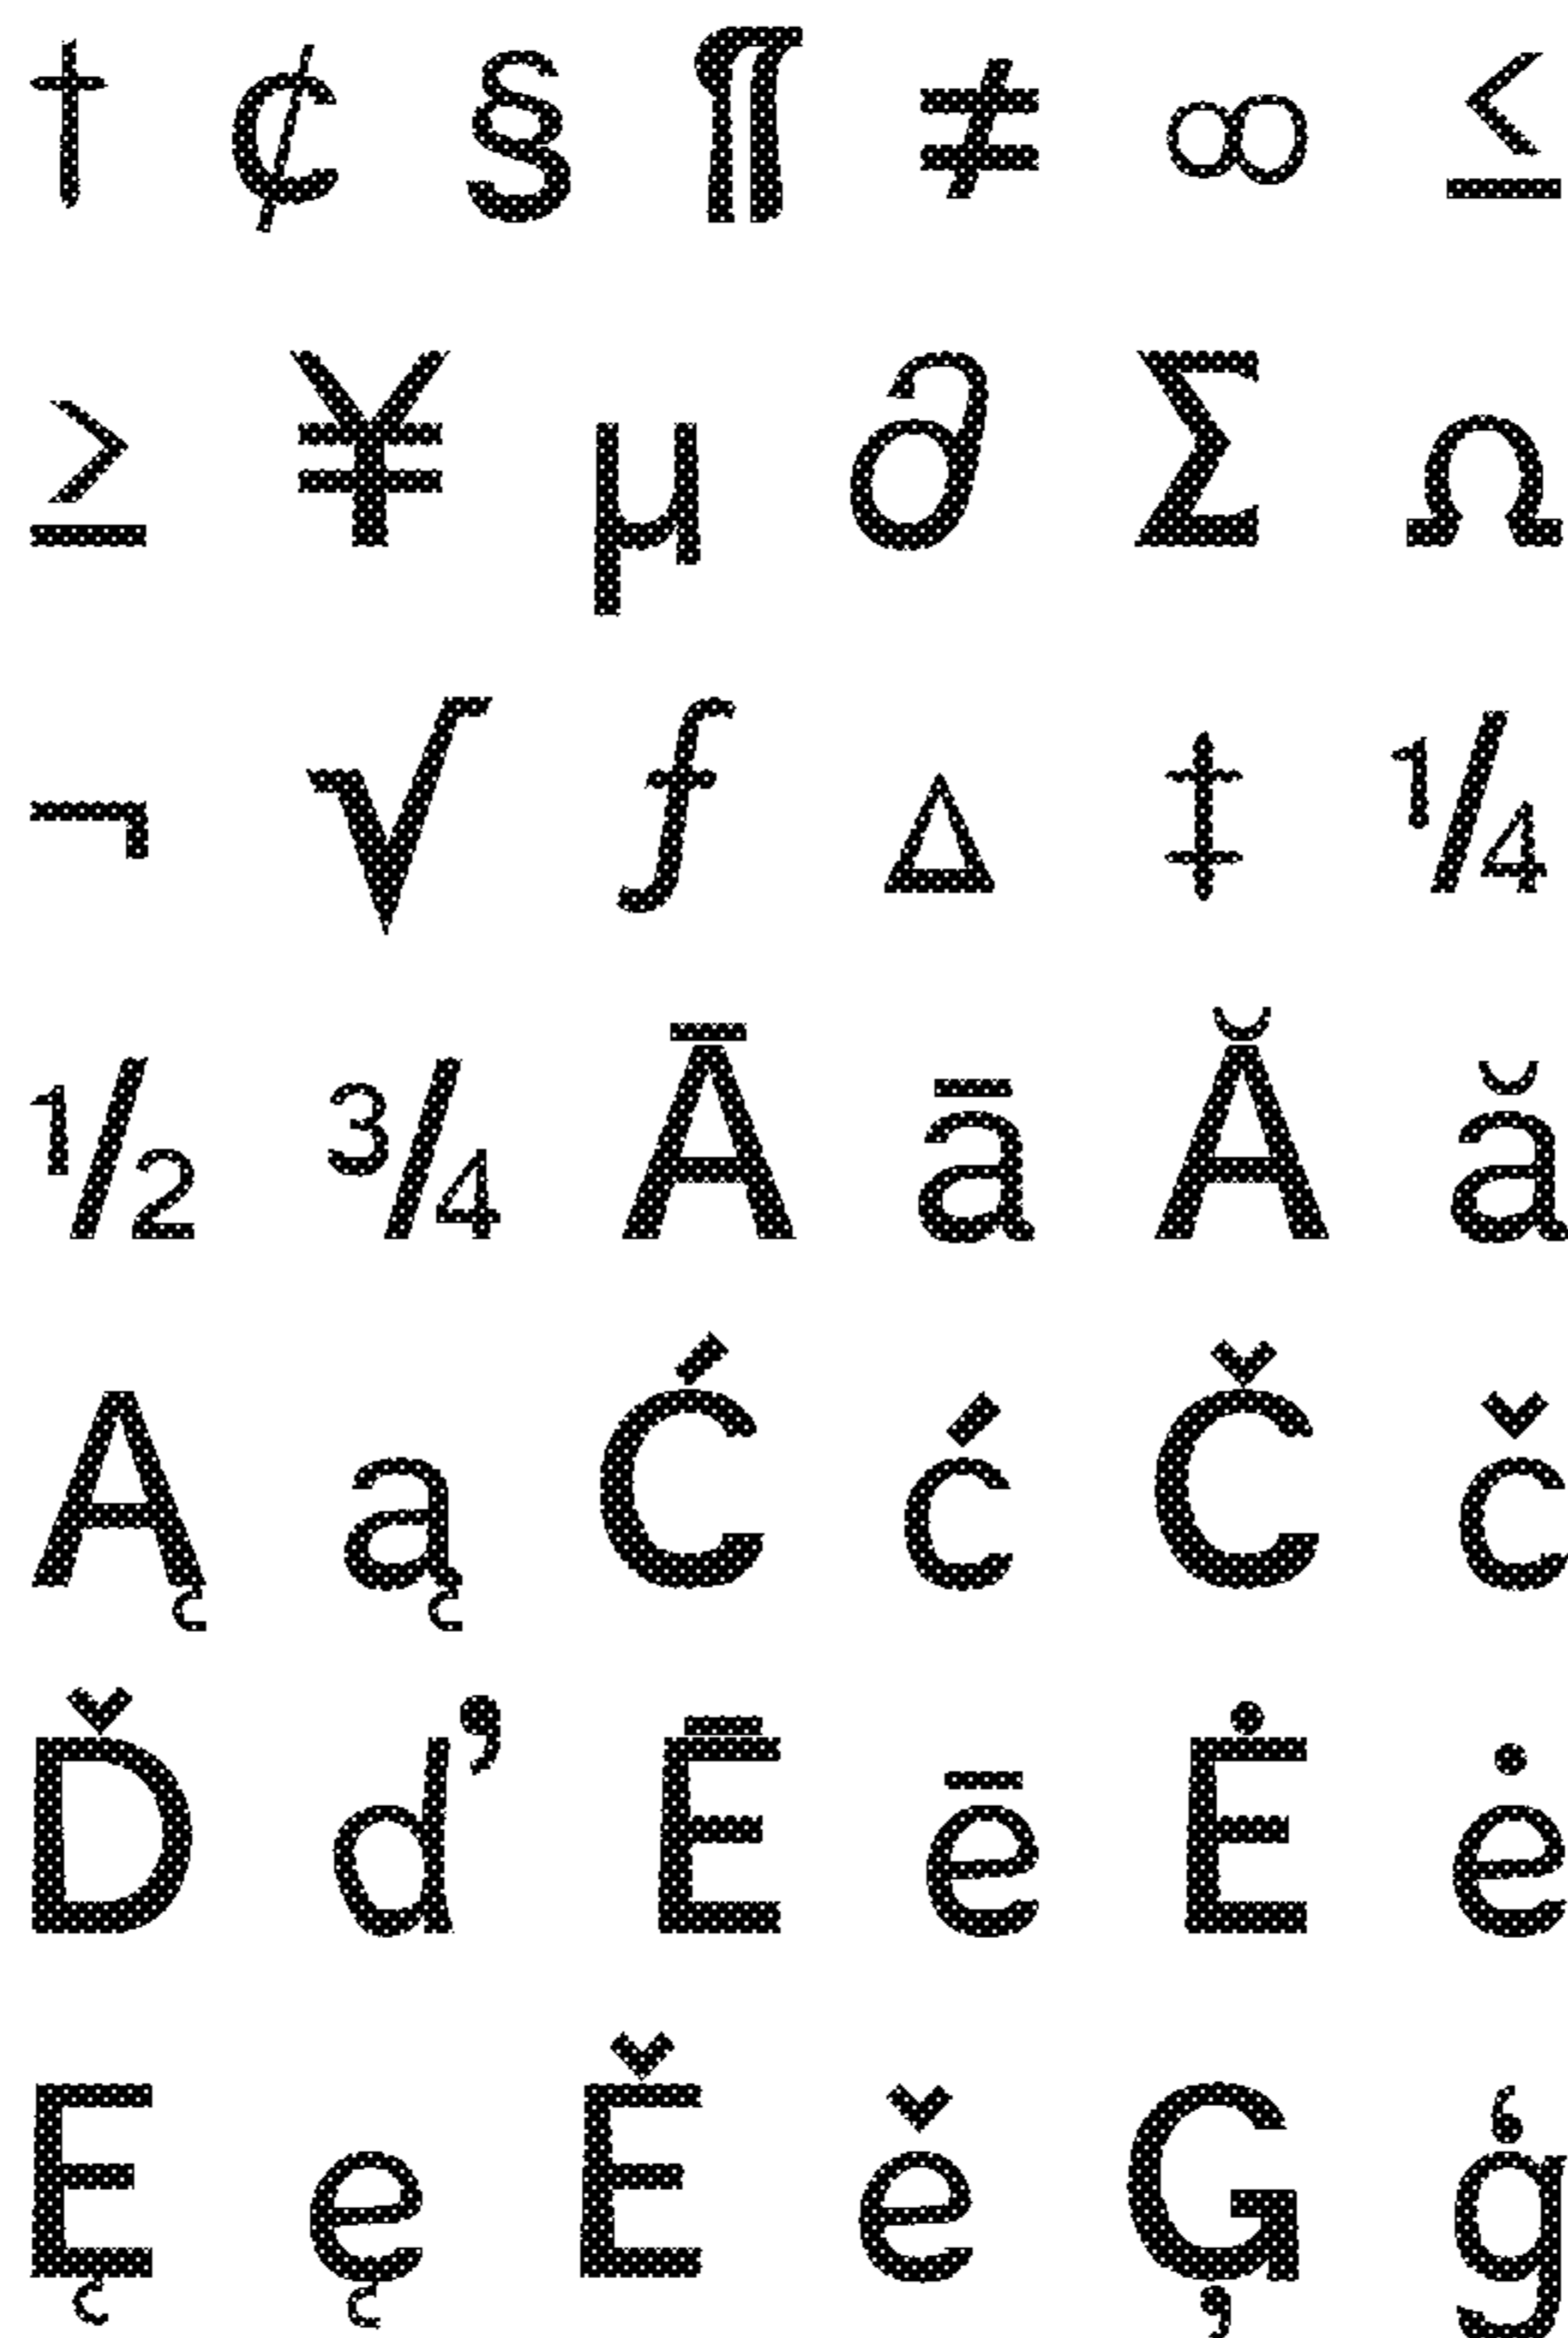 † ¢ § ¶ ≠ ∞ ≤
≥ ¥ µ ∂ Σ Ω
¬ √ ƒ ∆ ‡ ¼
½ ¾ Ā ā Ă ă
Ą ą Ć ć Č č
Ď ď Ē ē Ė ė
Ę ę Ě ě Ģ ģ